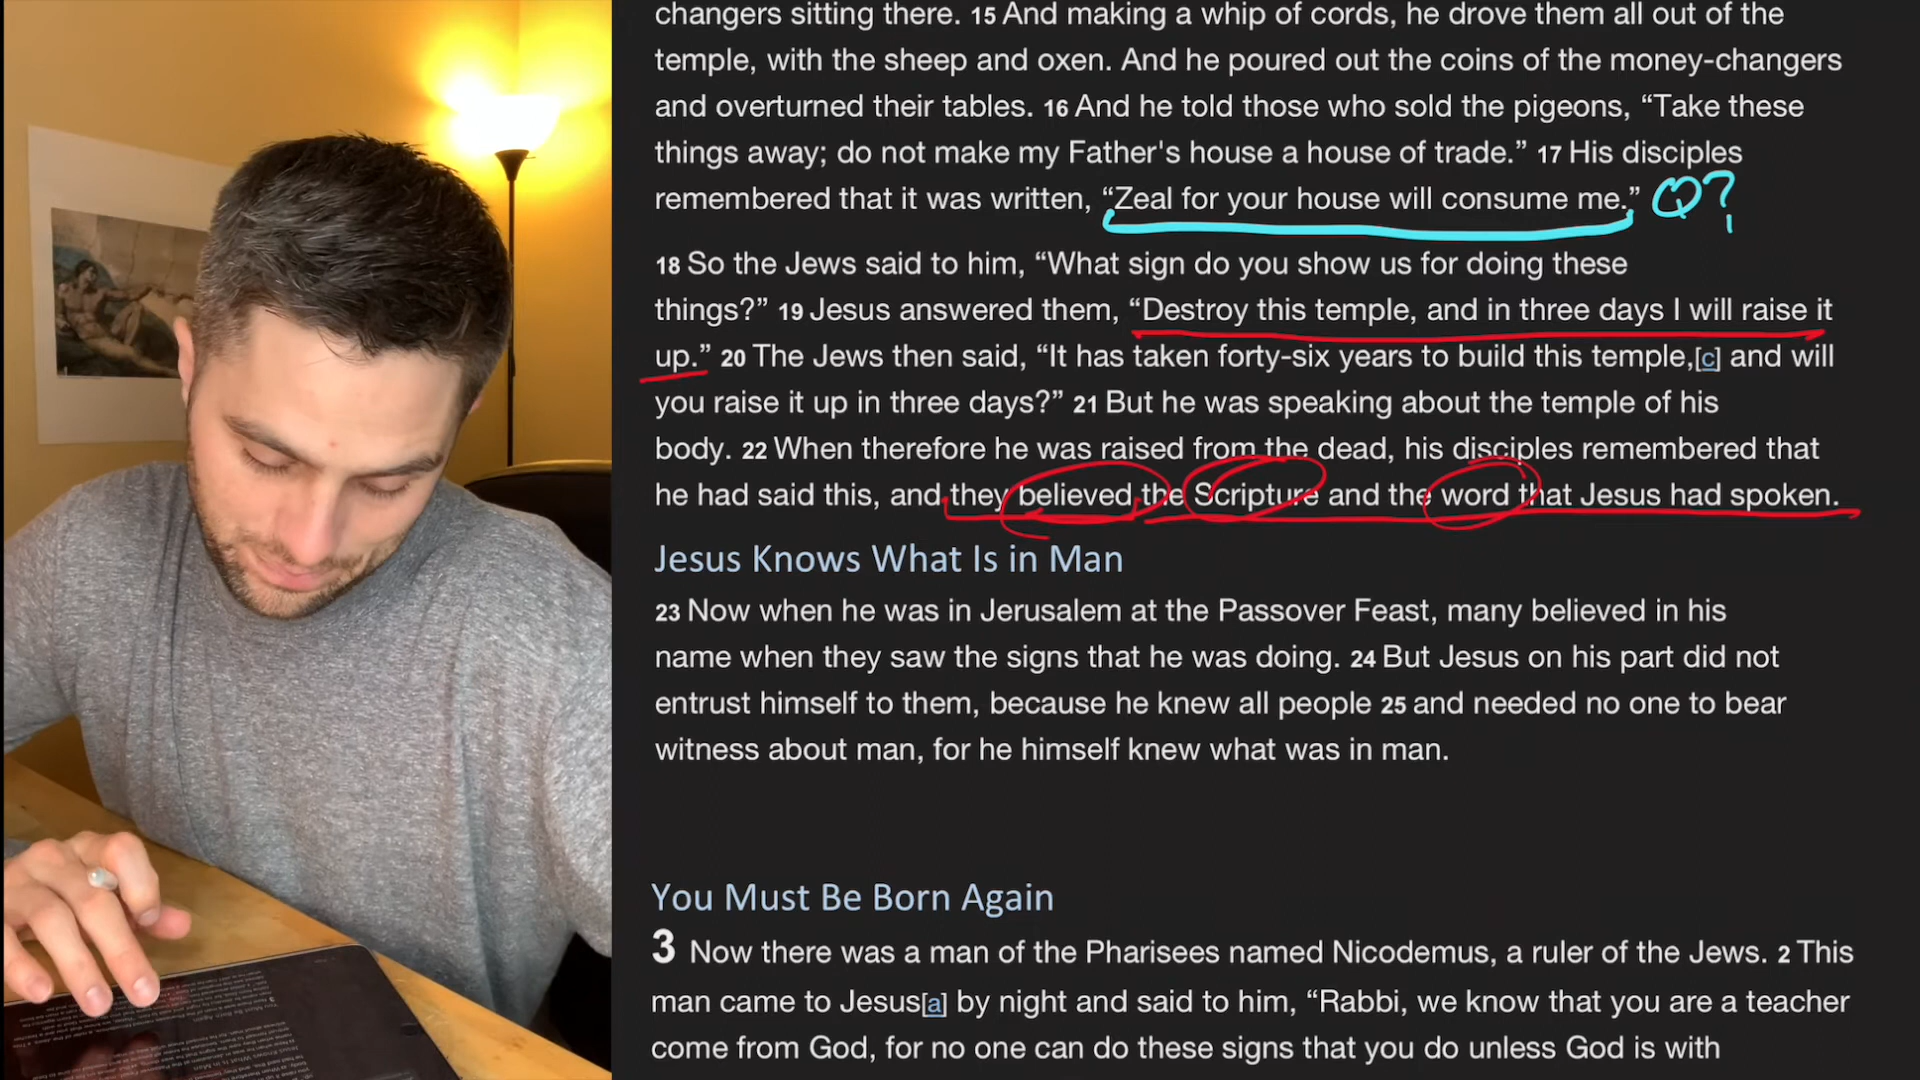 changers sitting there. 15 And making a whip of cords, he drove them all out of the
temple, with the sheep and oxen. And he poured out the coins of the money-changers
and overturned their tables. 16 And he told those who sold the pigeons, “Take these
things away; do not make my Father's house a house of trade.” 17 His disciples
remembered that it was written, “Zeal for your house will consume me.” Q?
18 So the Jews said to him, “What sign do you show us for doing these
things?” 19 Jesus answered them, “Destroy this temple, and in three days I will raise it
up.” 20 The Jews then said, “It has taken forty-six years to build this temple,[c] and will
you raise it up in three days?” 21 But he was speaking about the temple of his
body. 22 When therefore he was raised from the dead, his disciples remembered that
he had said this, and they believed the Scripture and the word that Jesus had spoken.
Jesus Knows What Is in Man
23 Now when he was in Jerusalem at the Passover Feast, many believed in his
name when they saw the signs that he was doing. 24 But Jesus on his part did not
entrust himself to them, because he knew all people 25 and needed no one to bear
witness about man, for he himself knew what was in man.
You Must Be Born Again
3 Now there was a man of the Pharisees named Nicodemus, a ruler of the Jews. 2 This
man came to Jesus[a] by night and said to him, “Rabbi, we know that you are a teacher
come from God, for no one can do these signs that you do unless God is with